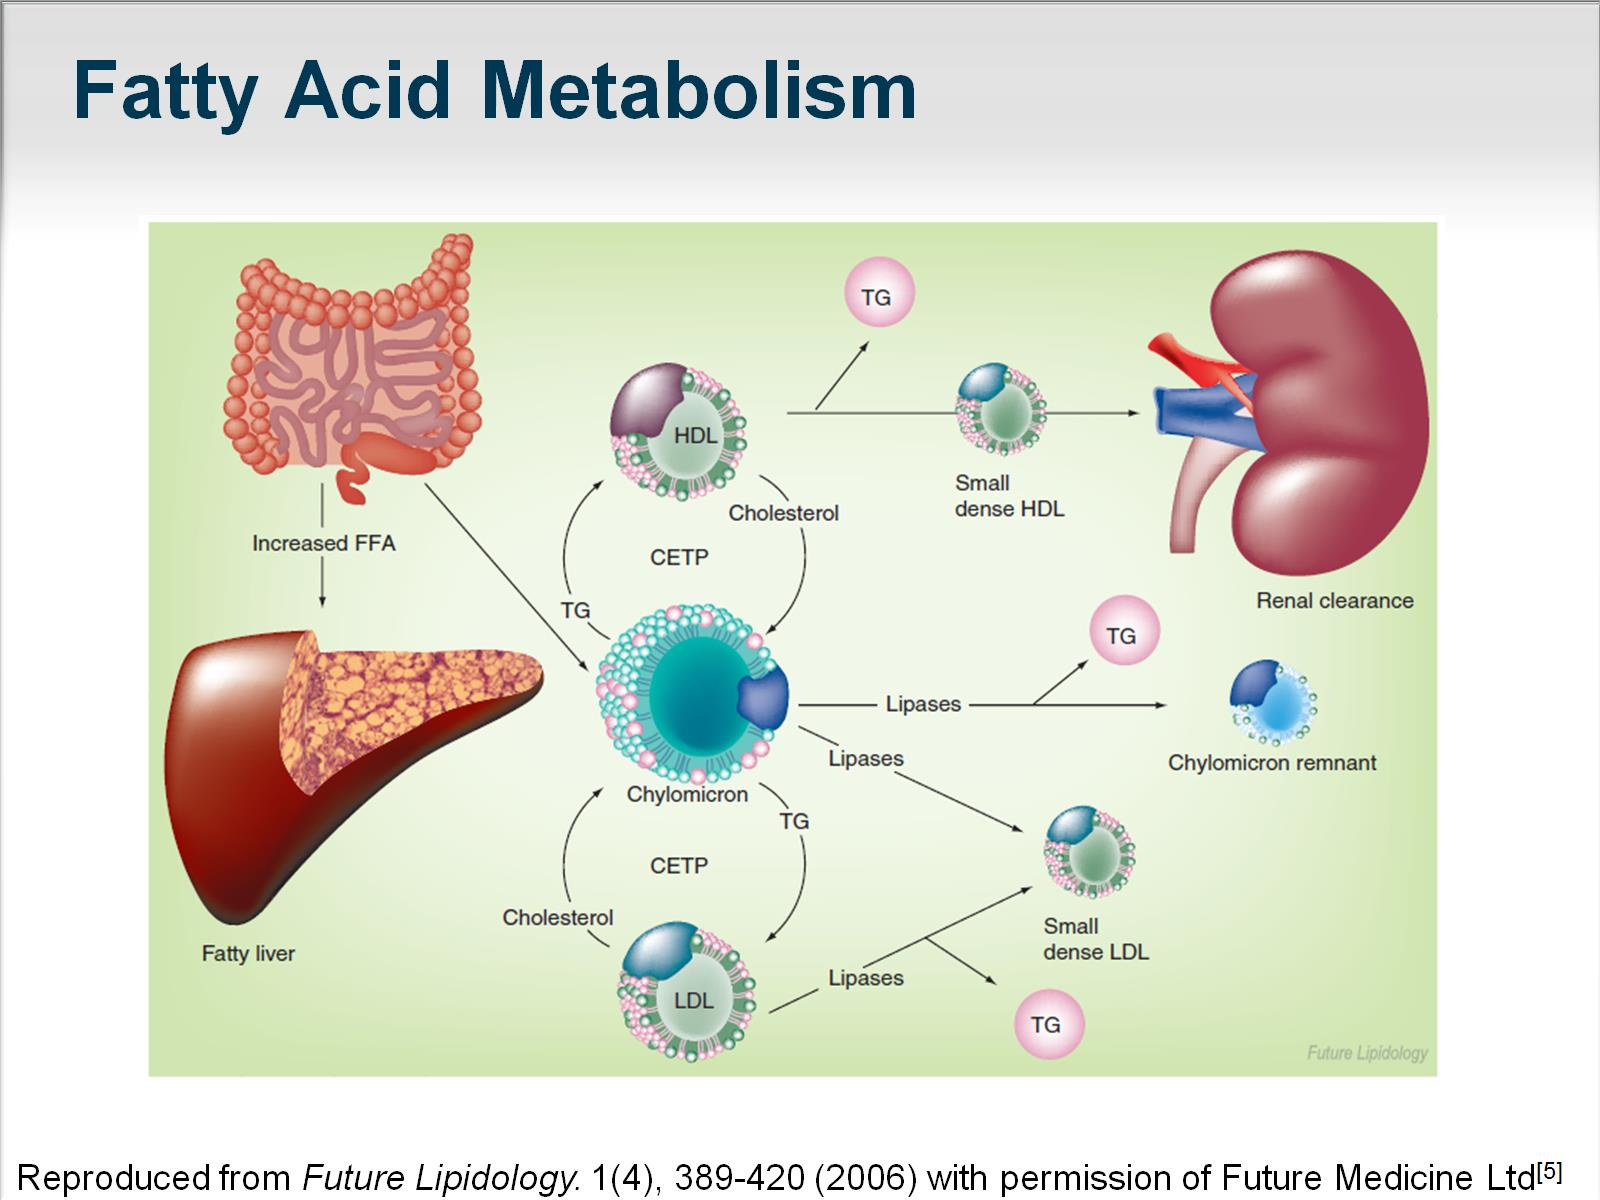 Fatty Acid Metabolism
TG
HDL
Cholesterol
Small
dense HDL
Increased FFA
CETP
TG
Renal clearance
TG
Lipases
Lipases
Chylomicron remnant
Chylomicron
TG
CETP
Cholesterol
Small
dense LDL
Fatty liver
Lipases
LDL
TG
Future Lipidology
Reproduced from Future Lipidology. 1(4), 389-420 (2006) with permission of Future Medicine Ltd[5]